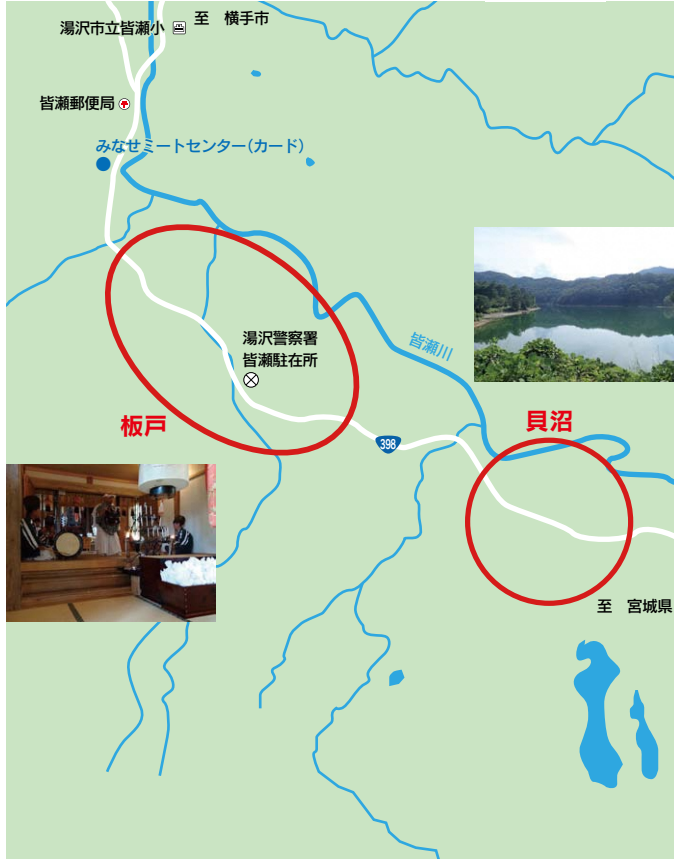 湯沢市立皆瀬小
至　横手市
皆瀬郵便局
みなせミートセンター(カード)
湯沢警察署
皆瀬駐在所
皆瀬川
板戸
398
貝沼
至　宮城県